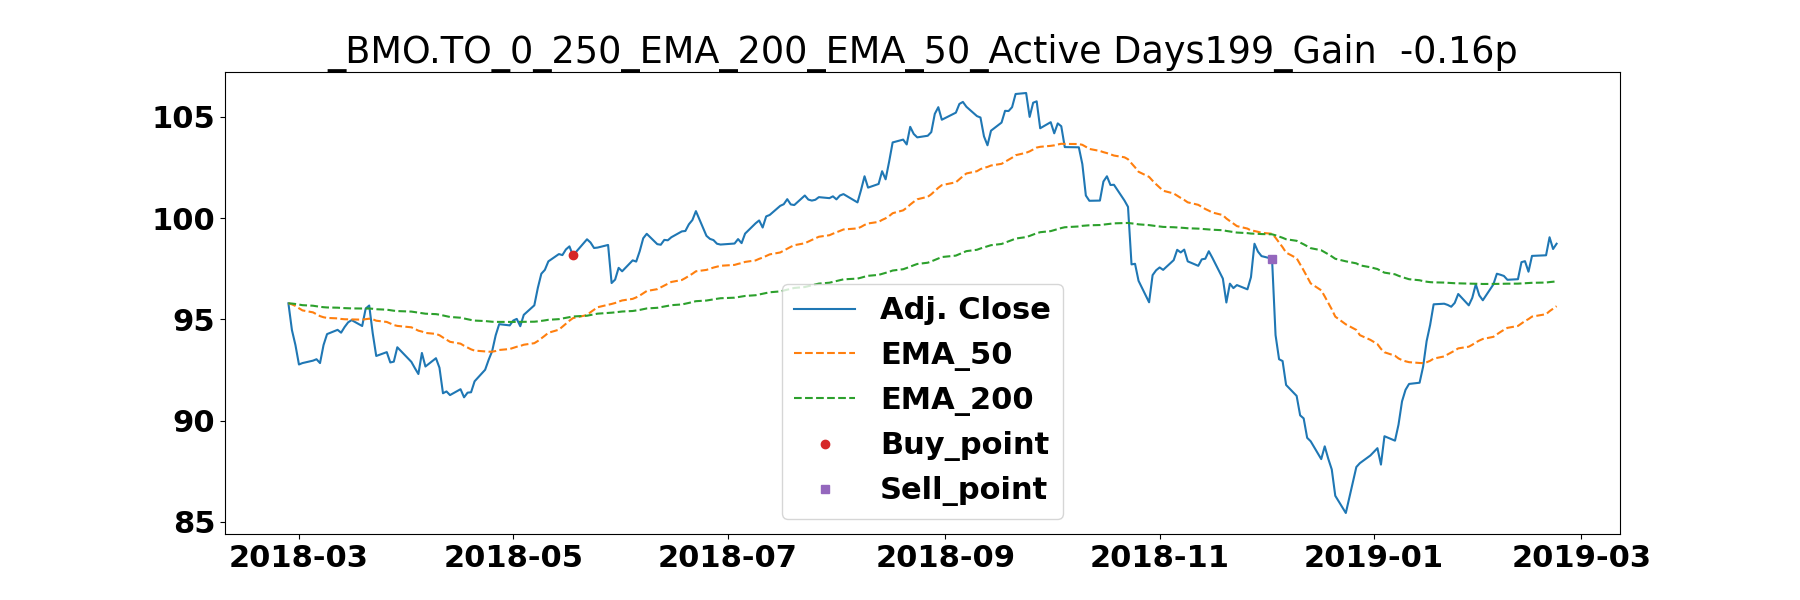 _BMO.TO_0_250_EMA_200_EMA_50_Active Days199_Gain  -0.16p
105
100
95
90
85
Adj. Close
EMA_50
EMA_200
Buy_point
Sell_point
2018-03 2018-05 2018-07 2018-09 2018-11 2019-01 2019-03